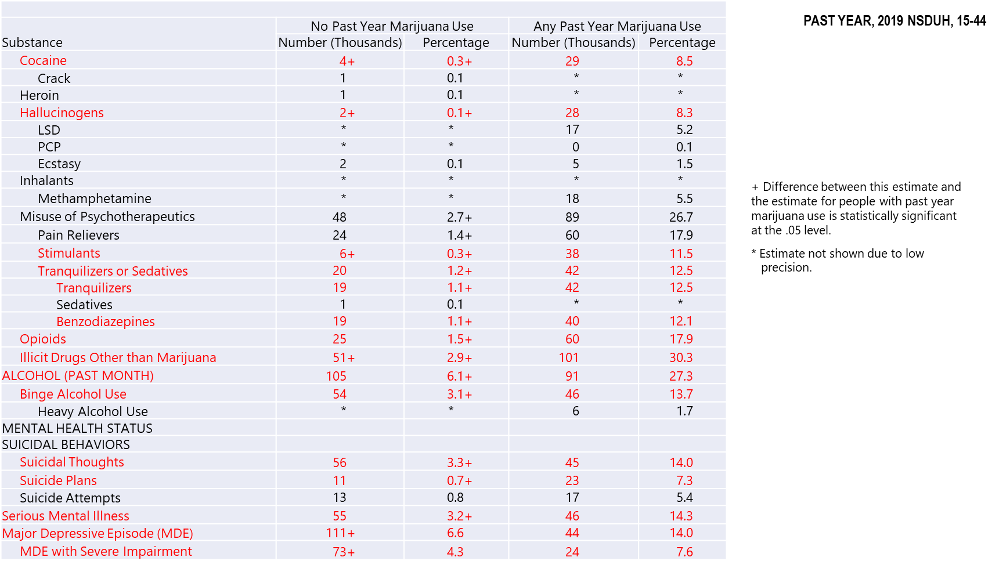 PAST YEAR, 2019 NSDUH, 15-44
No Past Year Marijuana Use Any Past Year Marijuana Use
Substance Number (Thousands) Percentage Number (Thousands) Percentage
Cocaine 4+ 0.3+ 29 8.5
Crack 1 0.1 * *
Heroin 1 0.1 * *
Hallucinogens 2+ 0.1+ 28 8.3
LSD * * 17 5.2
PCP * * 0 0.1
Ecstasy 2 0.1 5 1.5
Inhalants * * * *
Methamphetamine * * 18 5.5
Misuse of Psychotherapeutics 48 2.7+ 89 26.7
Pain Relievers 24 1.4+ 60 17.9
Stimulants 6+ 0.3+ 38 11.5
Tranquilizers or Sedatives 20 1.2+ 42 12.5
Tranquilizers 19 1.1+ 42 12.5
Sedatives 1 0.1 * *
Benzodiazepines 19 1.1+ 40 12.1
Opioids 25 1.5+ 60 17.9
Illicit Drugs Other than Marijuana 51+ 2.9+ 101 30.3
ALCOHOL (PAST MONTH) 105 6.1+ 91 27.3
Binge Alcohol Use 54 3.1+ 46 13.7
Heavy Alcohol Use * * 6 1.7
MENTAL HEALTH STATUS
SUICIDAL BEHAVIORS
Suicidal Thoughts 56 3.3+ 45 14.0
Suicide Plans 11 0.7+ 23 7.3
Suicide Attempts 13 0.8 17 5.4
Serious Mental Illness 55 3.2+ 46 14.3
Major Depressive Episode (MDE) 111+ 6.6 44 14.0
MDE with Severe Impairment 73+ 4.3 24 7.6
+ Difference between this estimate and
the estimate for people with past year
marijuana use is statistically significant
at the .05 level.
* Estimate not shown due to low
precision.